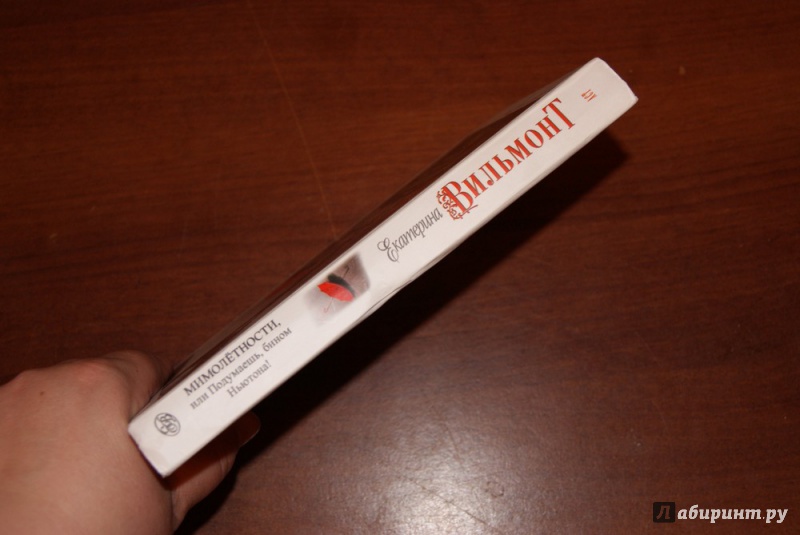 Екатерина
Вильмонт
МИМОЛЁТНОСТИ,
или Подумаешь, бином
Ньютона!
Лабиринт.ру